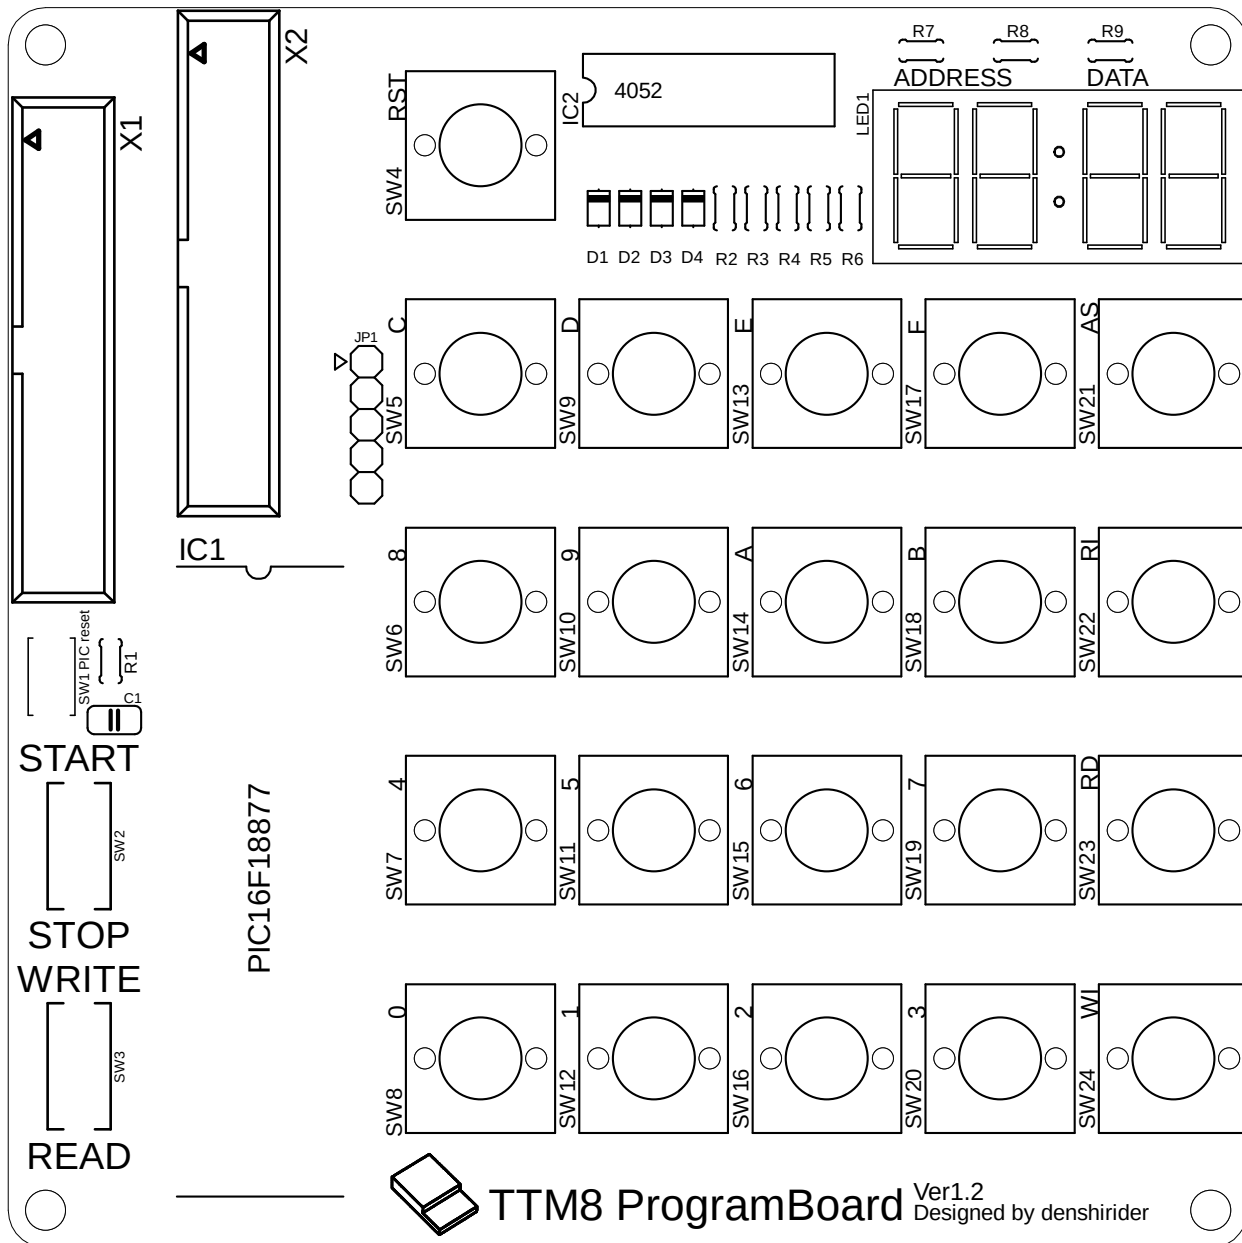 R7
R8
R9
ADDRESS
DATA
LED1
X2
X1
RST
SW4
IC2
4052
D1
D2
D3
D4
R2
R3
R4
R5
R6
JP1
C
SW5
D
SW9
E
SW13
F
SW17
AS
SW21
IC1
8
SW6
9
SW10
A
SW14
B
SW18
RI
SW22
SW1 PIC reset
R1
C1
START
SW2
STOP
PIC16F18877
4
SW7
5
SW11
6
SW15
7
SW19
RD
SW23
WRITE
SW3
READ
0
SW8
1
SW12
2
SW16
3
SW20
WI
SW24
TTM8 ProgramBoard
Ver1.2
Designed by denshirider